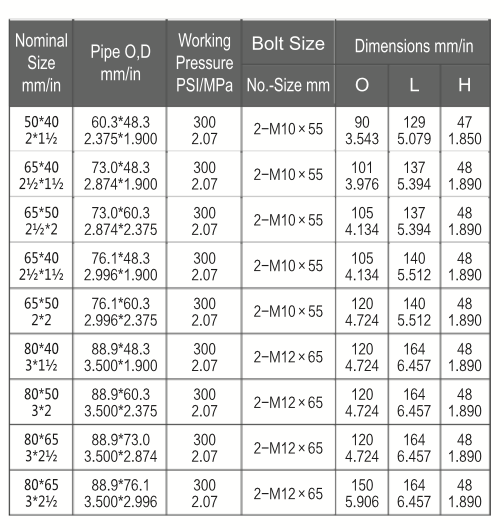 Nominal Size mm/in | Pipe O,D mm/in | Working Pressure PSI/MPa | Bolt Size | Dimensions mm/in
No.-Size mm | O | L | H
50*40 | 60.3*48.3 | 300 | 2-M10×55 | 90 | 129 | 47
2*1½ | 2.375*1.900 | 2.07 | 3.543 | 5.079 | 1.850
65*40 | 73.0*48.3 | 300 | 2-M10×55 | 101 | 137 | 48
2½*1½ | 2.874*1.900 | 2.07 | 3.976 | 5.394 | 1.890
65*50 | 73.0*60.3 | 300 | 2-M10×55 | 105 | 137 | 48
2½*2 | 2.874*2.375 | 2.07 | 4.134 | 5.394 | 1.890
65*40 | 76.1*48.3 | 300 | 2-M10×55 | 105 | 140 | 48
2½*1½ | 2.996*1.900 | 2.07 | 4.134 | 5.512 | 1.890
65*50 | 76.1*60.3 | 300 | 2-M10×55 | 120 | 140 | 48
2*2 | 2.996*2.375 | 2.07 | 4.724 | 5.512 | 1.890
80*40 | 88.9*48.3 | 300 | 2-M12×65 | 120 | 164 | 48
3*1½ | 3.500*1.900 | 2.07 | 4.724 | 6.457 | 1.890
80*50 | 88.9*60.3 | 300 | 2-M12×65 | 120 | 164 | 48
3*2 | 3.500*2.375 | 2.07 | 4.724 | 6.457 | 1.890
80*65 | 88.9*73.0 | 300 | 2-M12×65 | 120 | 164 | 48
3*2½ | 3.500*2.874 | 2.07 | 4.724 | 6.457 | 1.890
80*65 | 88.9*76.1 | 300 | 2-M12×65 | 150 | 164 | 48
3*2½ | 3.500*2.996 | 2.07 | 5.906 | 6.457 | 1.890